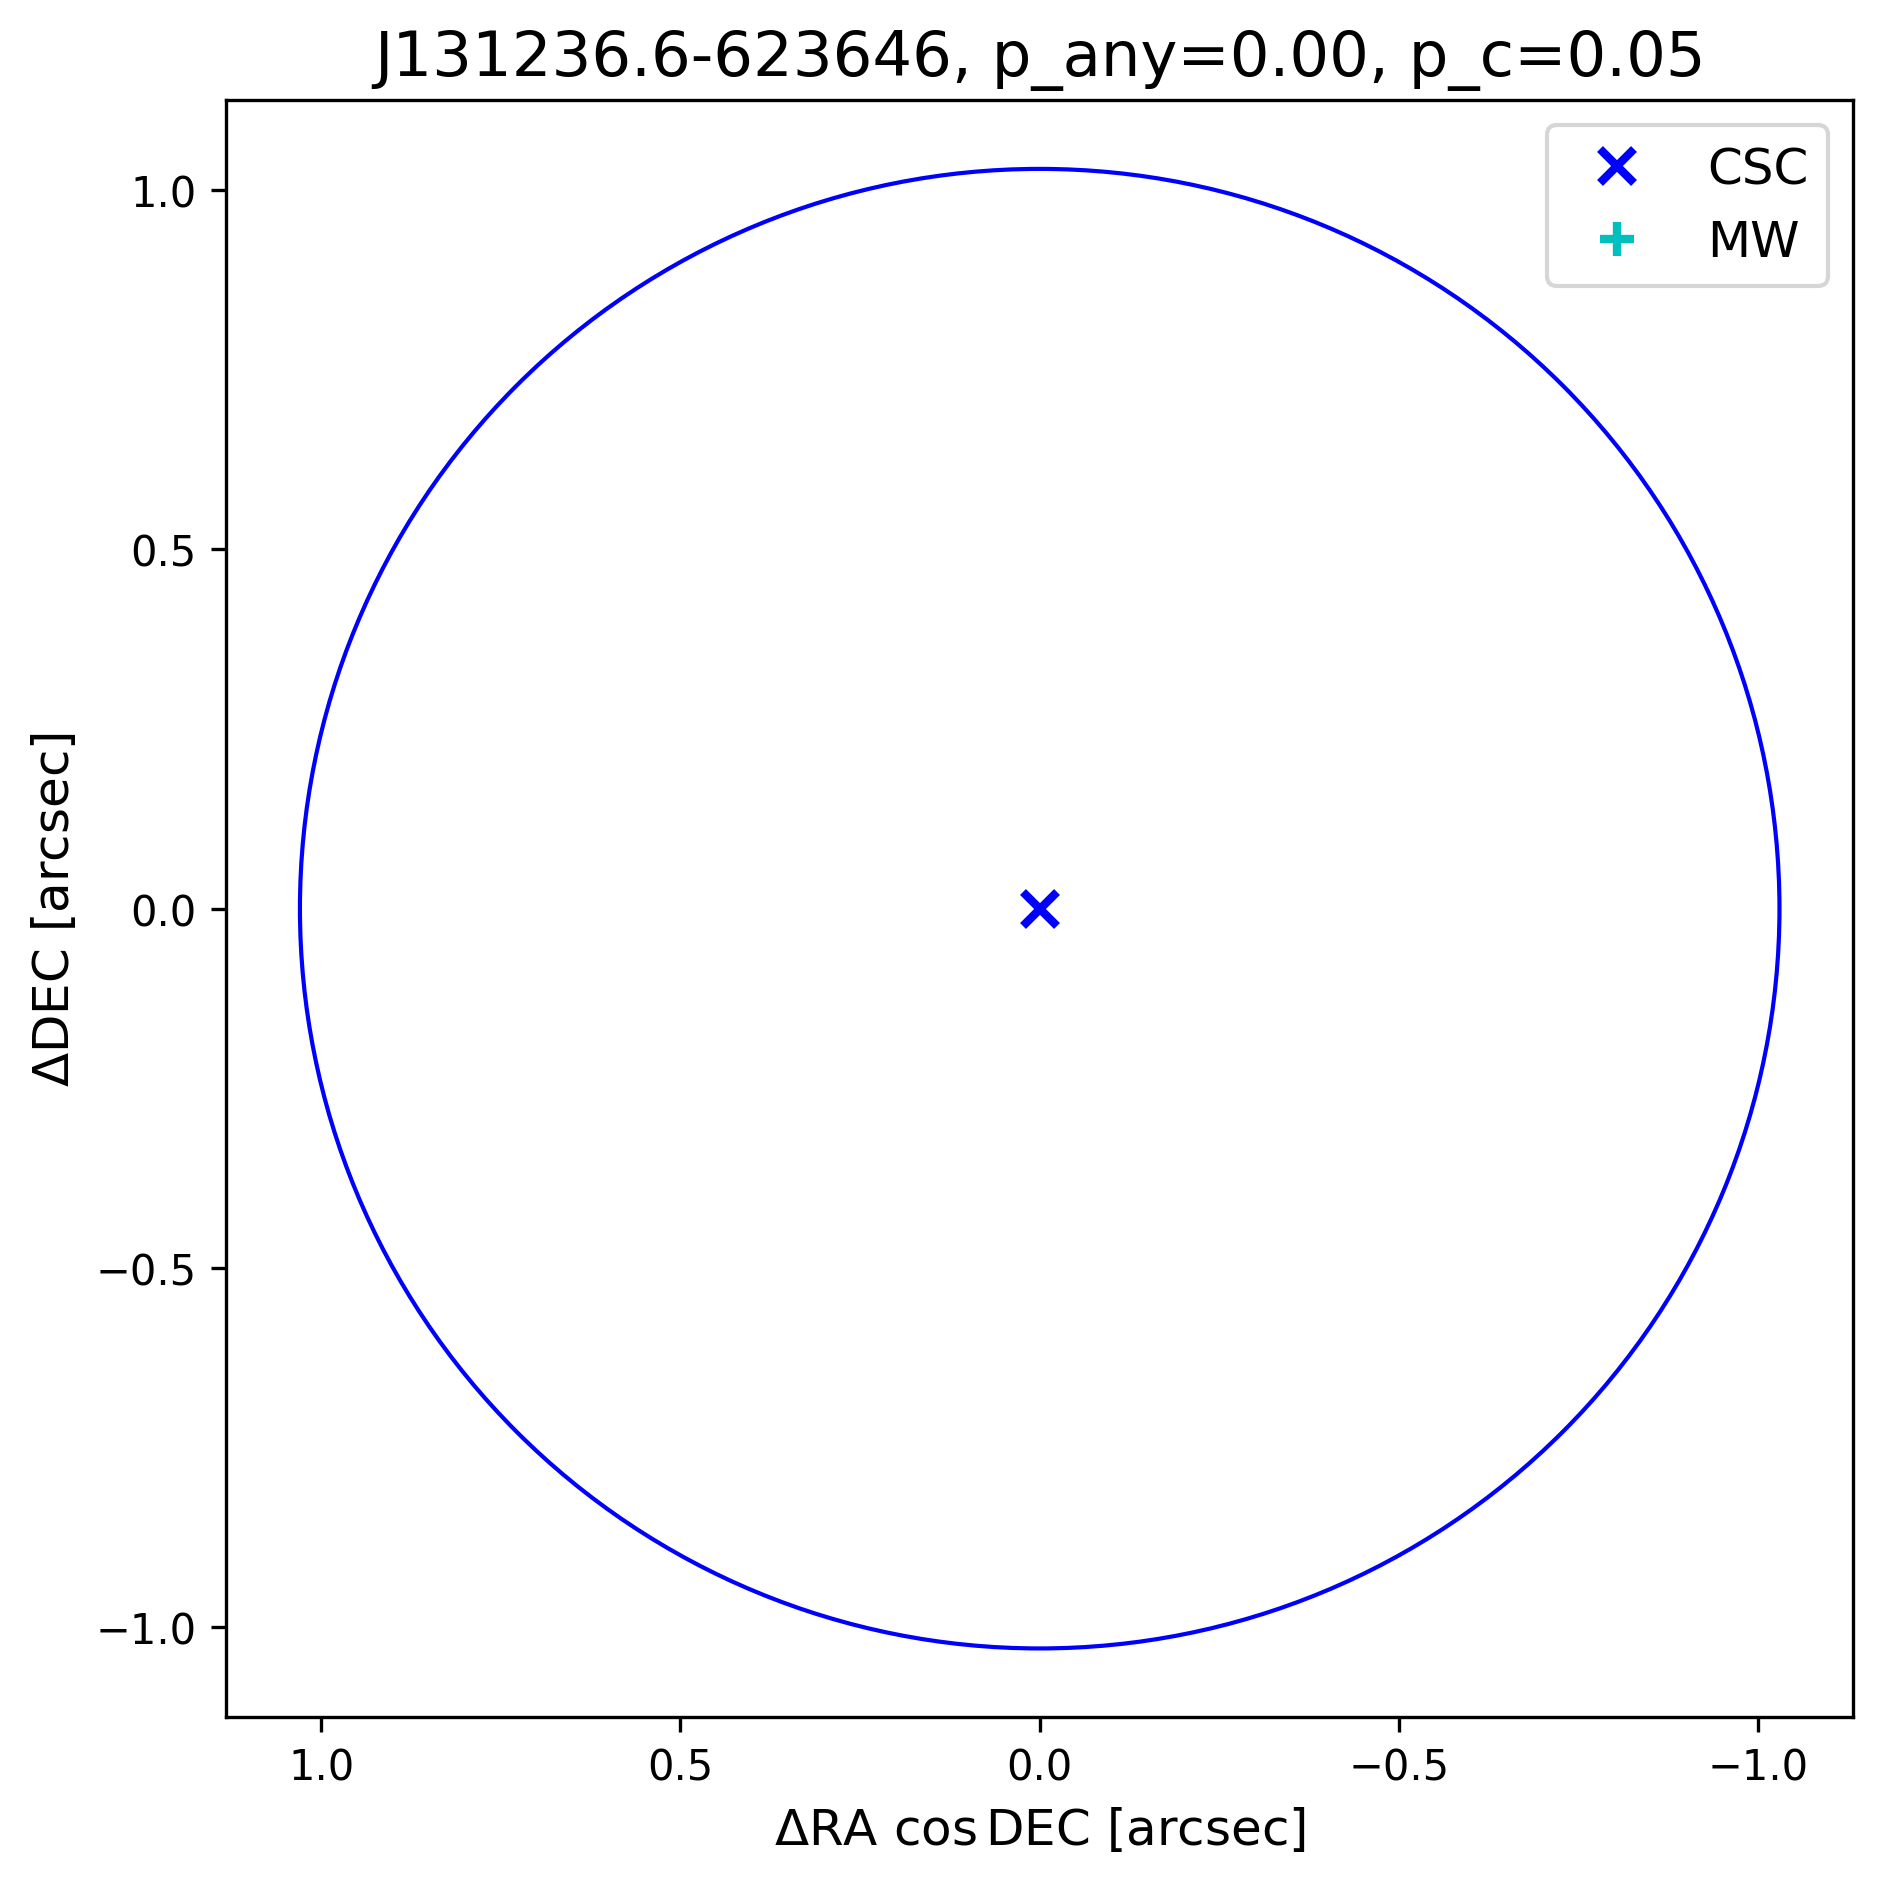 J131236.6-623646, p_any=0.00, p_c=0.05
CSC
MW
1.0
0.5
0.0
−0.5
−1.0
ΔDEC [arcsec]
1.0 0.5 0.0 −0.5 −1.0
ΔRA cos DEC [arcsec]